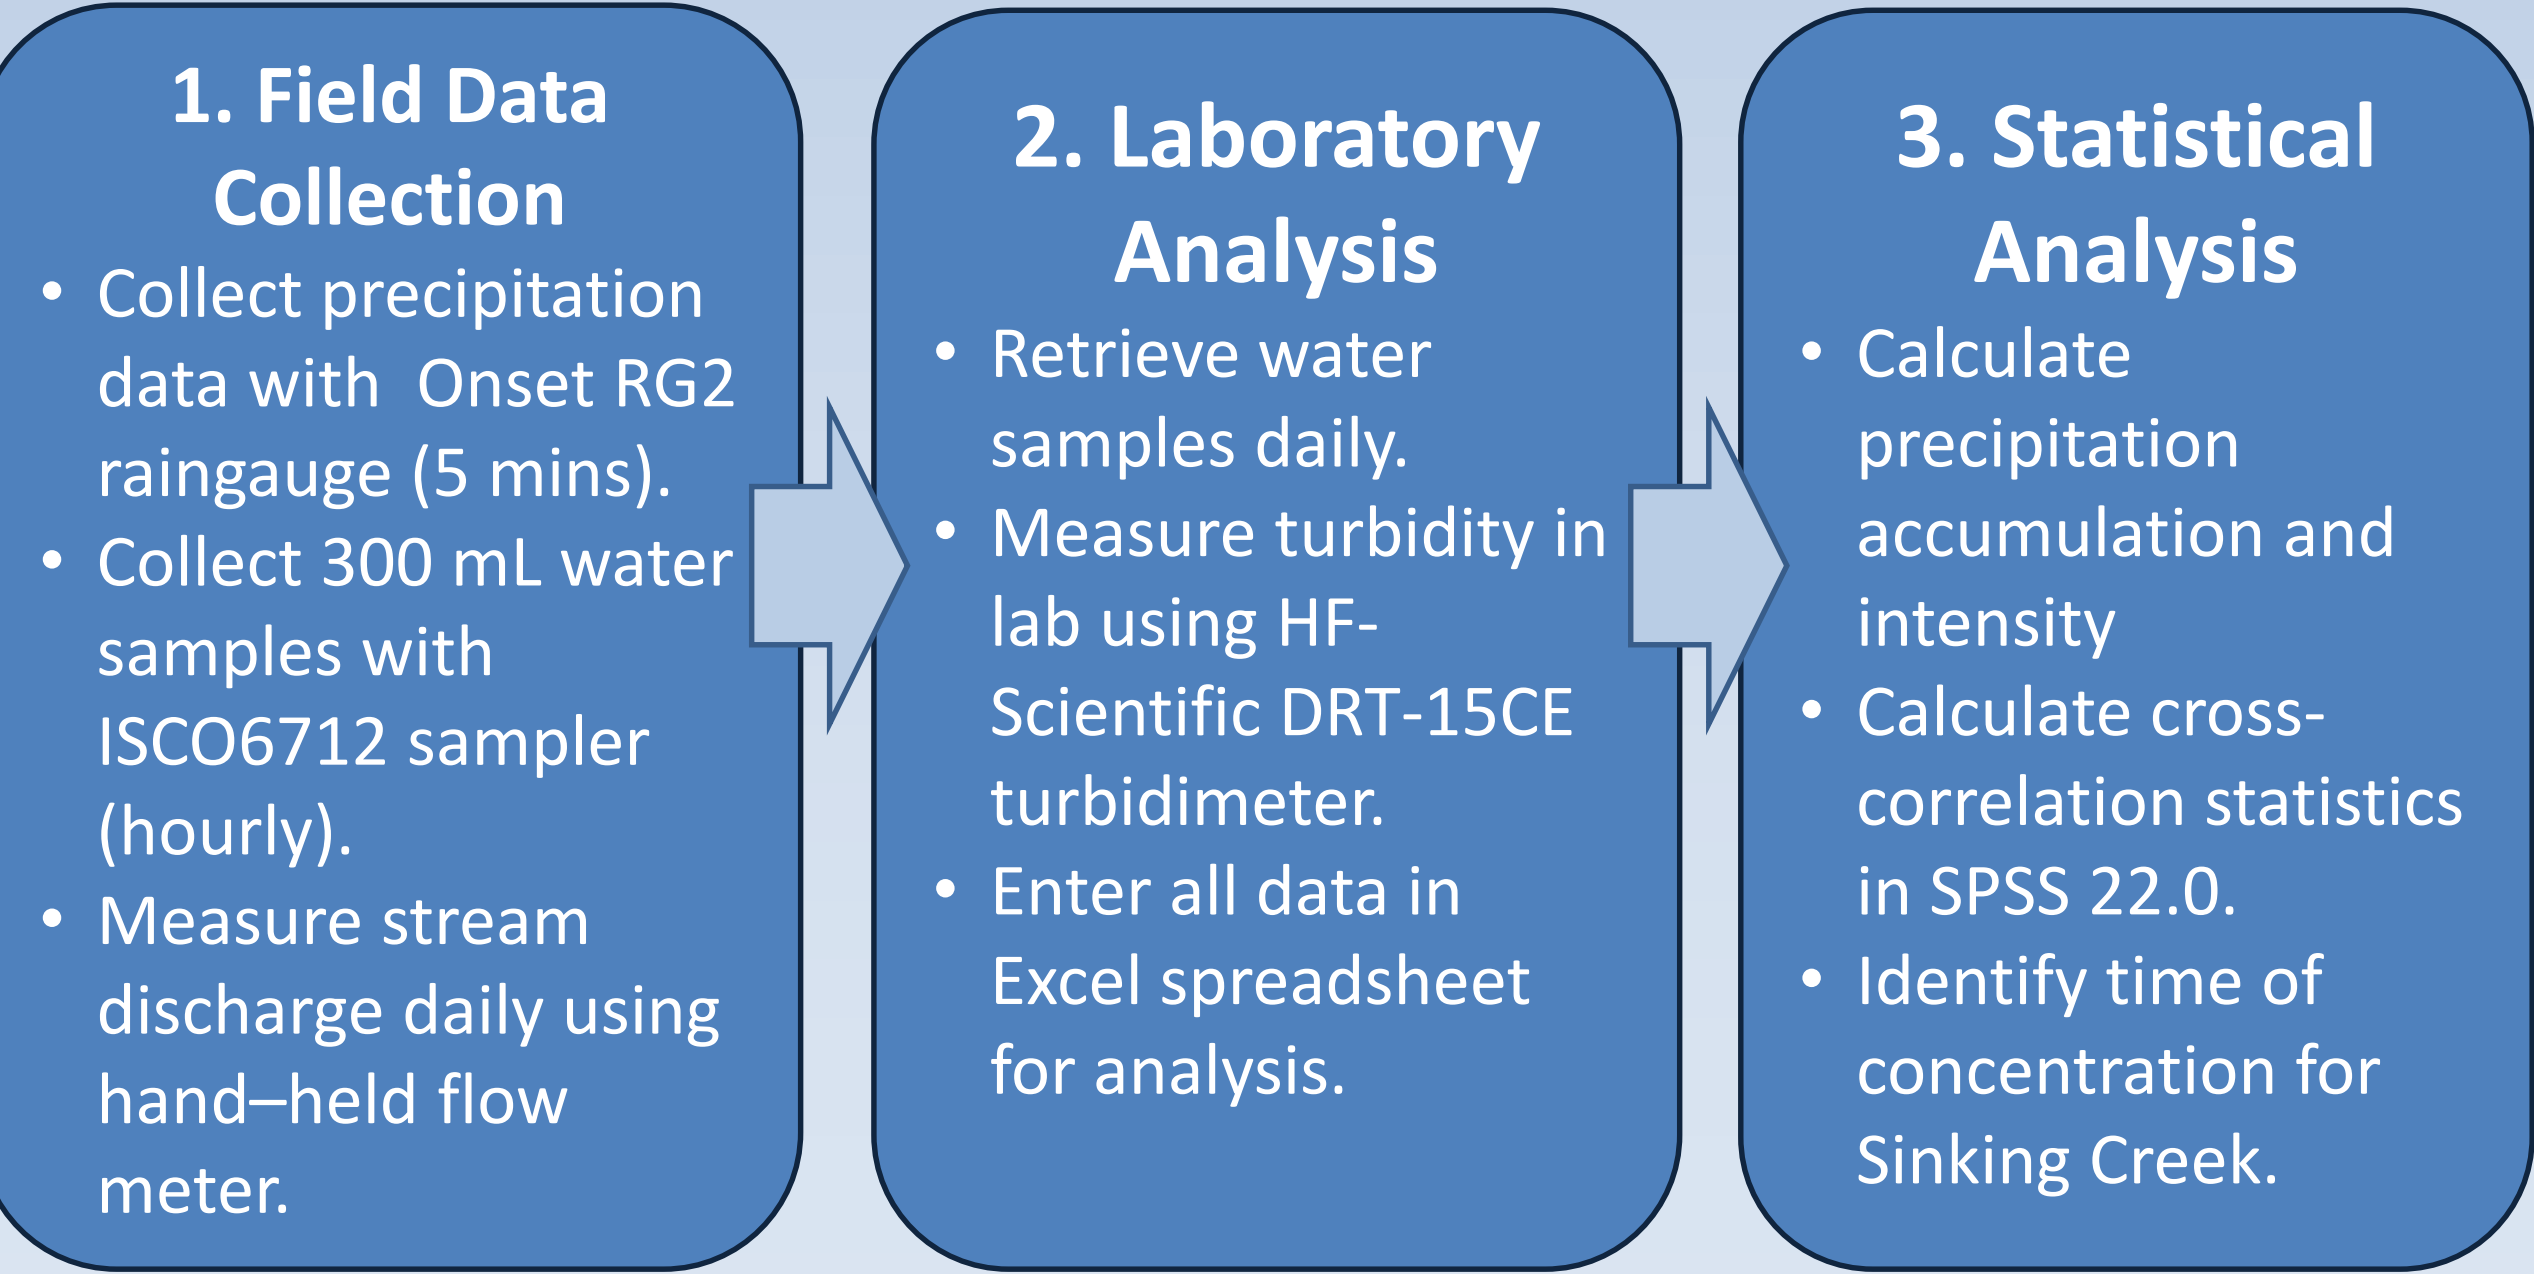 1. Field Data
Collection
• Collect precipitation
data with  Onset RG2
raingauge (5 mins).
• Collect 300 mL water
samples with
ISCO6712 sampler
(hourly).
• Measure stream
discharge daily using
hand–held flow
meter.
2. Laboratory
Analysis
• Retrieve water
samples daily.
• Measure turbidity in
lab using HF-
Scientific DRT-15CE
turbidimeter.
• Enter all data in
Excel spreadsheet
for analysis.
3. Statistical
Analysis
• Calculate
precipitation
accumulation and
intensity
• Calculate cross-
correlation statistics
in SPSS 22.0.
• Identify time of
concentration for
Sinking Creek.